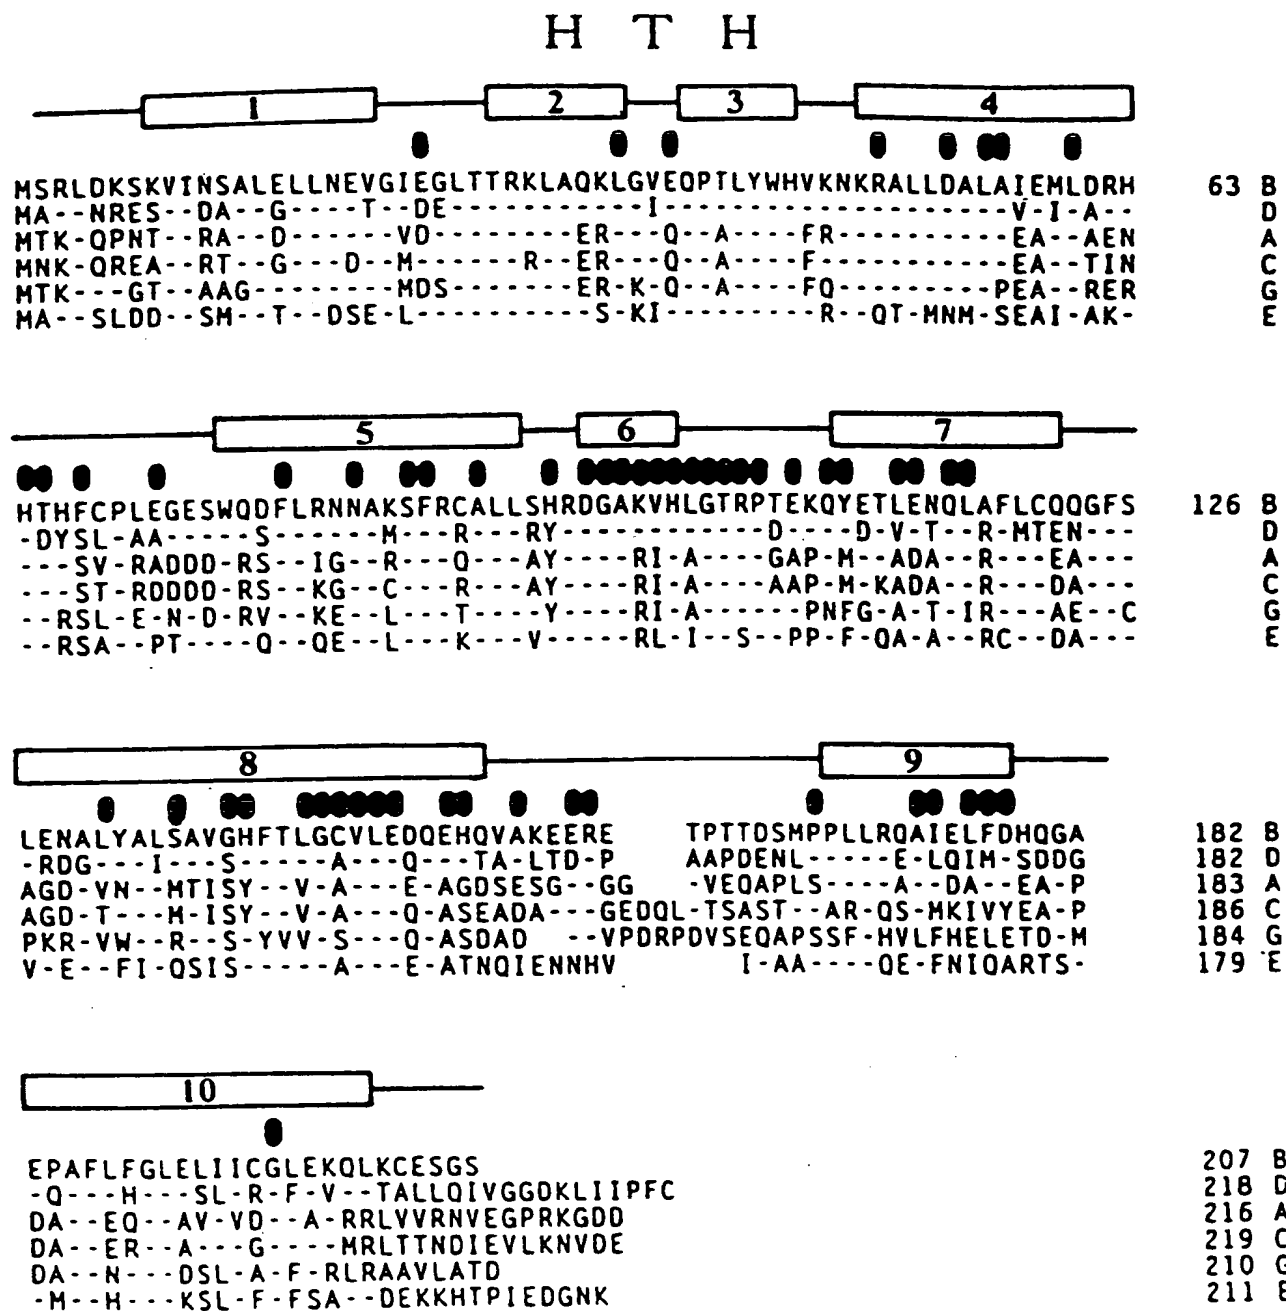 H T H
1 2 3 4
MSRLDKSKVINSALELLNEVGIEGLTTRKLAQKLGVEQPTLYWHVKNKRALLDALAIEMLDRH 63 B
MA--NRES--DA--G----T--DE-----------I-------------------V-I-A-- D
MTK-QPNT--RA--D------VD--------ER---Q--A----FR----------EA--AEN A
MNK-QREA--RT--G---D--M------R--ER---Q--A----F-----------EA--TIN C
MTK---GT--AAG--------MDS-------ER-K-Q--A----FQ---------PEA--RER G
MA--SLDD--SM--T--DSE-L----------S-KI---------R--QT-MNM-SEAI-AK- E
5 6 7
HTHFCPLEGESWQDFLRNNAKSFRCALLSHRDGAKVHLGTRPTEKQYETLENQLAFLCQQGFS 126 B
-DYSL-AA-----S------M---R---RY------------D----D-V-T--R-MTEN--- D
---SV-RADDD-RS--IG--R---Q---AY----RI-A----GAP-M--ADA--R---EA--- A
---ST-RDDDD-RS--KG--C---R---AY----RI-A----AAP-M-KADA--R---DA--- C
--RSL-E-N-D-RV--KE--L---T----Y----RI-A------PNFG-A-T-IR---AE--C G
--RSA--PT----Q--QE--L---K---V-----RL-I--S--PP-F-QA-A--RC--DA--- E
8 9
LENALYALSAVGHFTLGCVLEDQEHQVAKEERE TPTTDSMPPLLRQAIELFDHQGA 182 B
-RDG---I---S-----A---Q---TA-LTD-P AAPDENL-----E-LQIM-SDDG 182 D
AGD-VN--MTISY--V-A---E-AGDSESG--GG -VEQAPLS----A--DA--EA-P 183 A
AGD-T---M-ISY--V-A---Q-ASEADA---GEDQL-TSAST--AR-QS-MKIVYEA-P 186 C
PKR-VW--R--S-YVV-S---Q-ASDAD --VPDRPDVSEQAPSSF-HVLFHELETD-M 184 G
V-E--FI-QSIS-----A---E-ATNQIENNHV I-AA----QE-FNIQARTS- 179 E
10
EPAFLFGLELIICGLEKQLKCESGS 207 B
-Q---H---SL-R-F-V--TALLQIVGGDKLIIPFC 218 D
DA--EQ--AV-VD--A-RRLVVRNVEGPRKGDD 216 A
DA--ER--A---G----MRLTTNDIEVLKNVDE 219 C
DA--N---DSL-A-F-RLRAAVLATD 210 G
-M--H---KSL-F-FSA--DEKKHTPIEDGNK 211 E